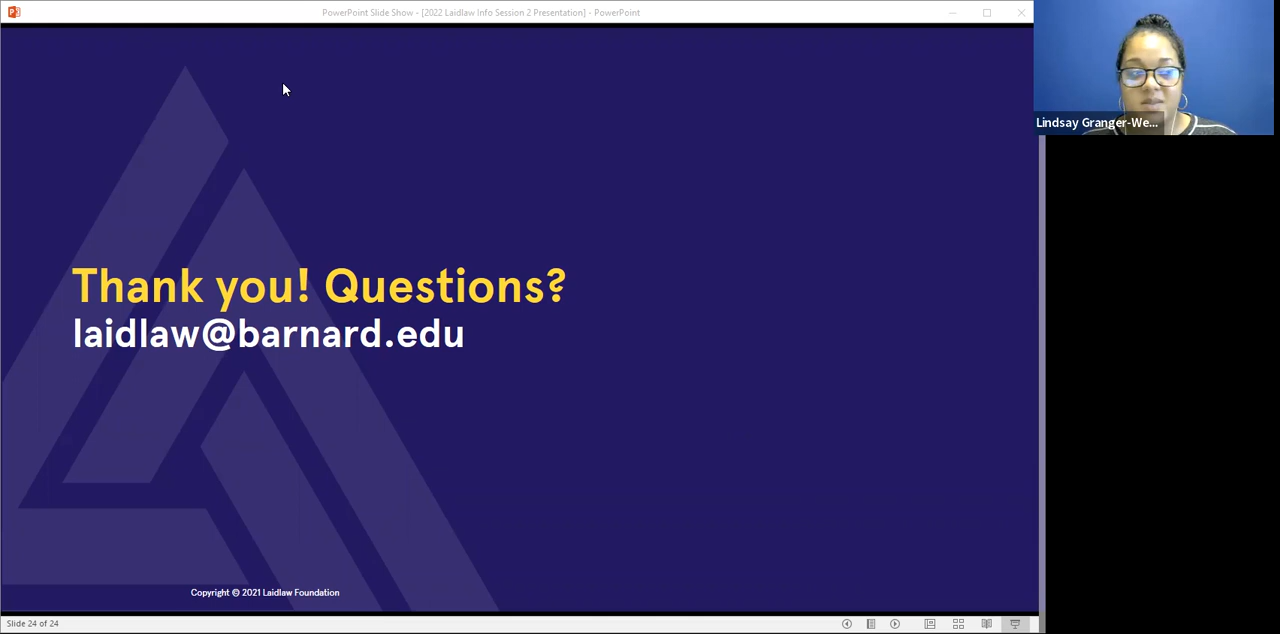 PowerPoint Slide Show - [2022 Laidlaw Info Session 2 Presentation] - PowerPoint
Lindsay Granger-We...
Thank you! Questions?
laidlaw@barnard.edu
Copyright © 2021 Laidlaw Foundation
Slide 24 of 24